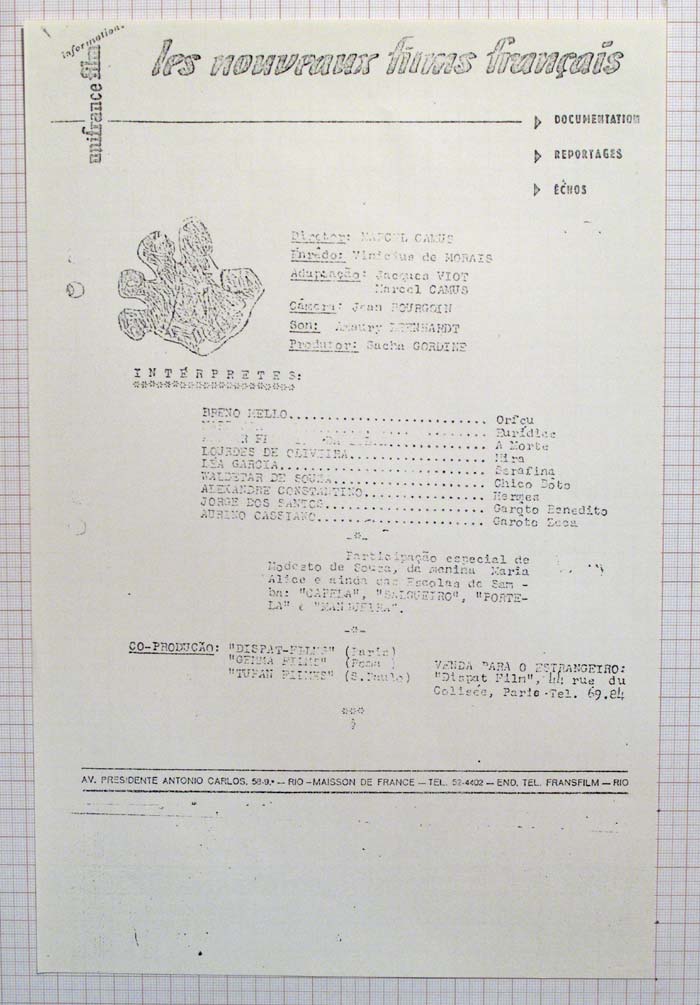 information.
unifrance film
les nouveaux films français
DOCUMENTATION
REPORTAGES
ÉCHOS
Diretor: MARCEL CAMUS
Enrêdo: Vinicius de MORAIS
Adaptação: Jacques VIOT
Marcel CAMUS
Câmera: Jean BOURGOIN
Son: Amaury
Produtor: Sacha GORDINE
INTÉRPRETES:
BRENO MELLO........................... Orfeu
Eurídice
A Morte
LOURDES DE OLIVEIRA................... Mira
LÉA GARCIA............................ Serafina
WALDETAR DE SOUZA..................... Chico Bôto
ALEXANDRE CONSTANTINO................. Hermes
JORGE DOS SANTOS...................... Garoto Benedito
AURINO CASSIANO....................... Garoto Zeca
Participação especial de
Modesto de Souza, da menina Maria
Alice e ainda das Escolas de Sam -
ba: "CAPELA", "SALGUEIRO", "PORTE-
LA" e
CO-PRODUCÃO: "DISPAT-FILMS" (Paris)
"GEMMA FILMS" (Roma )
"TUPAN FILMES" (S.Paulo)
VENDA PARA O ESTRANGEIRO:
"Dispat Film", 44 rue du
Colisée, Paris-Tel. 69.84
AV. PRESIDENTE ANTONIO CARLOS, 58-9.º — RIO — MAISSON DE FRANCE — TEL. 52-4402 — END. TEL. FRANSFILM — RIO